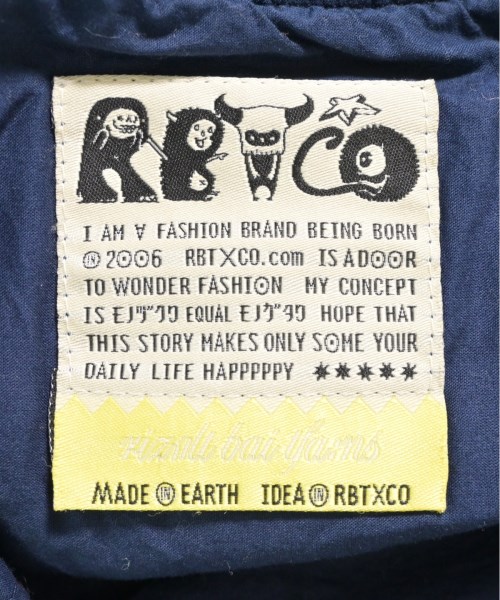 RBTXCO
I AM ∀ FASHION BRAND BEING BORN
IN 2006 RBTXCO.com IS A DOOR
TO WONDER FASHION MY CONCEPT
IS モノヅクリ EQUAL モノガタリ HOPE THAT
THIS STORY MAKES ONLY SOME YOUR
DAILY LIFE HAPPPPPY ✷✷✷✷✷
MADE IN EARTH IDEA IN RBTXCO